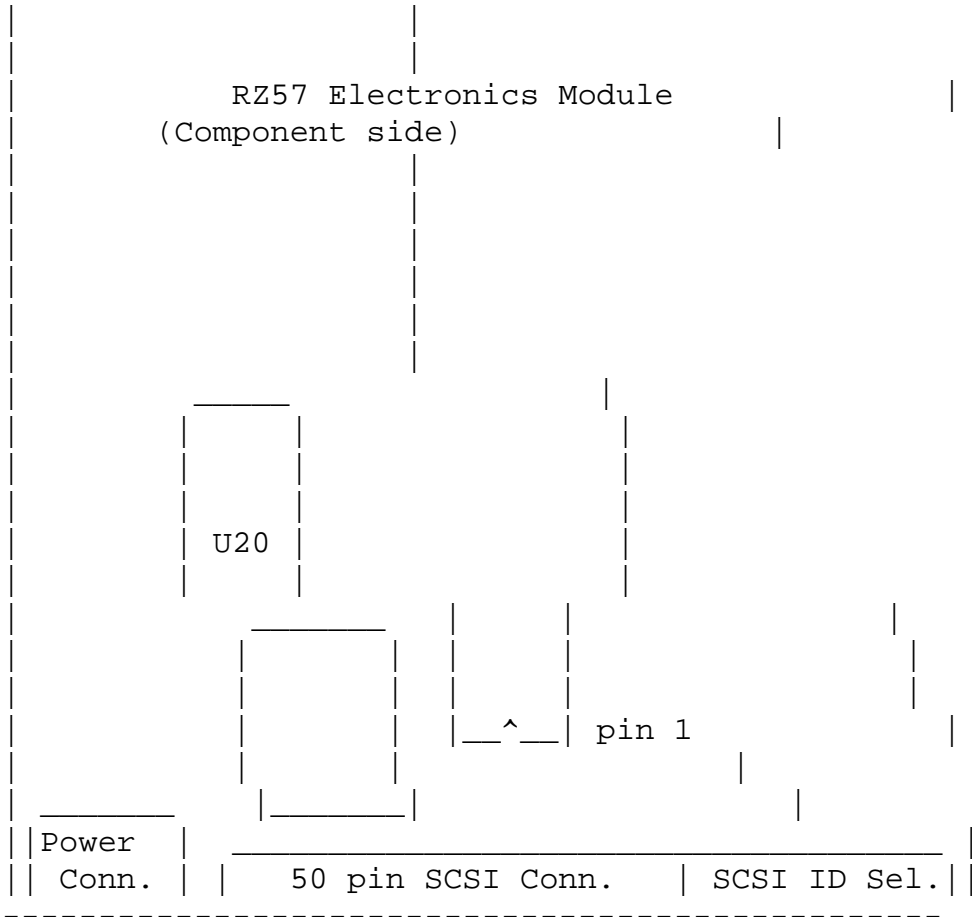 RZ57 Electronics Module
(Component side)
U20
pin 1
Power
Conn.
50 pin SCSI Conn.
SCSI ID Sel.